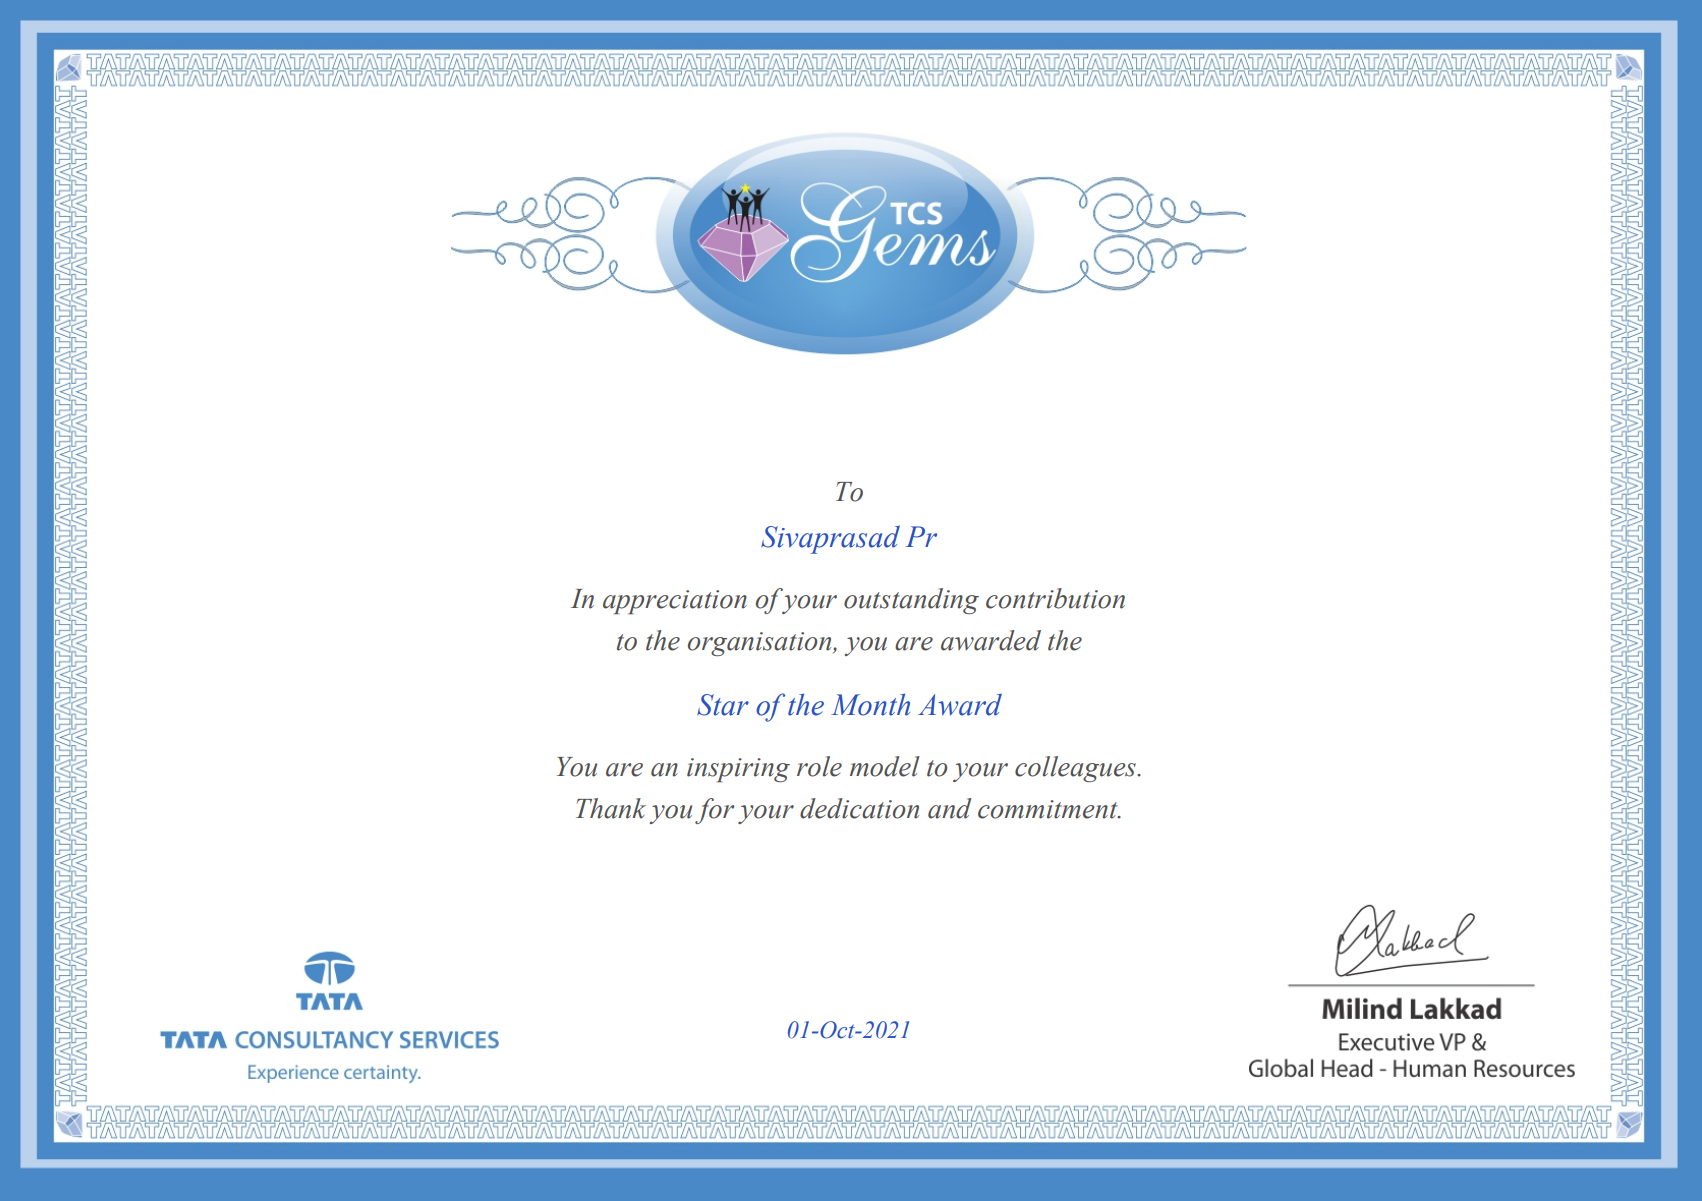 TCS
Gems
To
Sivaprasad Pr
In appreciation of your outstanding contribution
to the organisation, you are awarded the
Star of the Month Award
You are an inspiring role model to your colleagues.
Thank you for your dedication and commitment.
TATA
TATA CONSULTANCY SERVICES
Experience certainty.
01-Oct-2021
Lakkad
Milind Lakkad
Executive VP &
Global Head - Human Resources